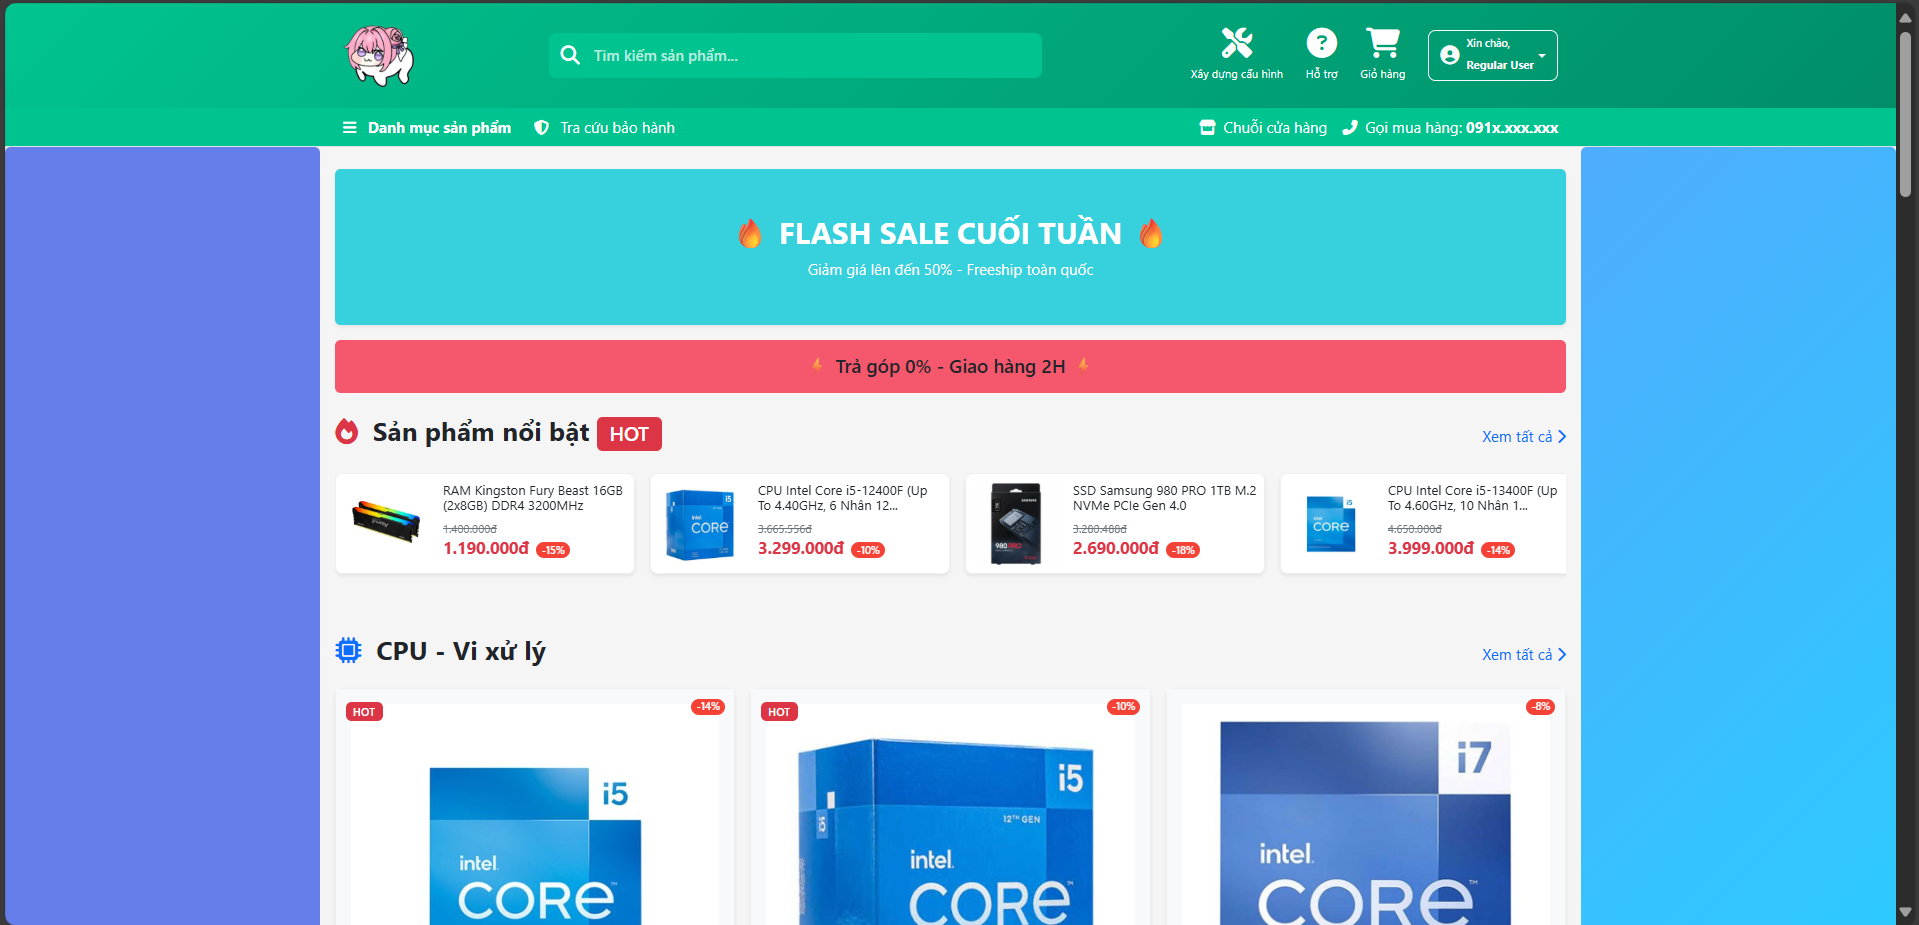 Tìm kiếm sản phẩm...
Xây dựng cấu hình
Hỗ trợ
Giỏ hàng
Xin chào,
Regular User
Danh mục sản phẩm
Tra cứu bảo hành
Chuỗi cửa hàng
Gọi mua hàng: 091x.xxx.xxx
🔥 FLASH SALE CUỐI TUẦN 🔥
Giảm giá lên đến 50% - Freeship toàn quốc
Trả góp 0% - Giao hàng 2H
Sản phẩm nổi bật HOT
Xem tất cả
RAM Kingston Fury Beast 16GB
(2x8GB) DDR4 3200MHz
1.400.000đ
1.190.000đ -15%
CPU Intel Core i5-12400F (Up
To 4.40GHz, 6 Nhân 12...
3.665.556đ
3.299.000đ -10%
SSD Samsung 980 PRO 1TB M.2
NVMe PCIe Gen 4.0
3.280.488đ
2.690.000đ -18%
CPU Intel Core i5-13400F (Up
To 4.60GHz, 10 Nhân 1...
4.650.000đ
3.999.000đ -14%
CPU - Vi xử lý
Xem tất cả
HOT
-14%
i5
intel.
CORE™
HOT
-10%
i5
12TH GEN
i5
intel.
CORE™
-8%
i7
intel.
CORE™